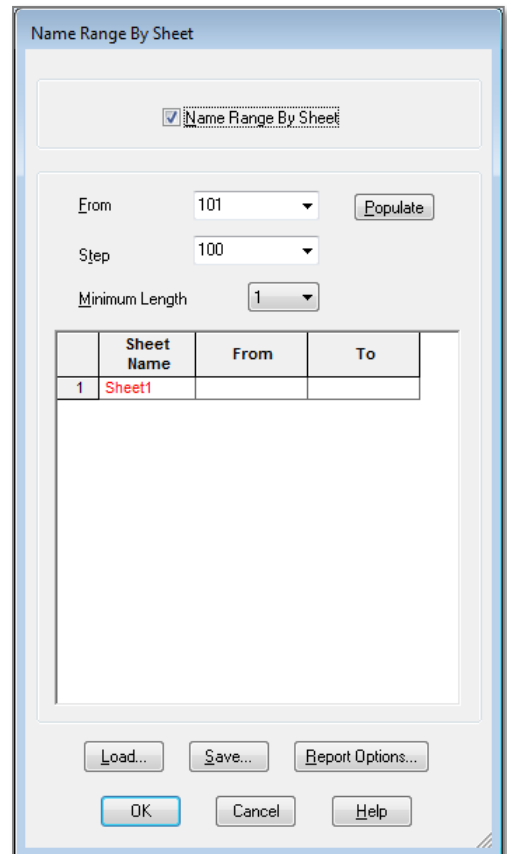 Name Range By Sheet
Name Range By Sheet
From 101 Populate
Step 100
Minimum Length 1
Sheet Name From To
1 Sheet1
Load... Save... Report Options...
OK Cancel Help